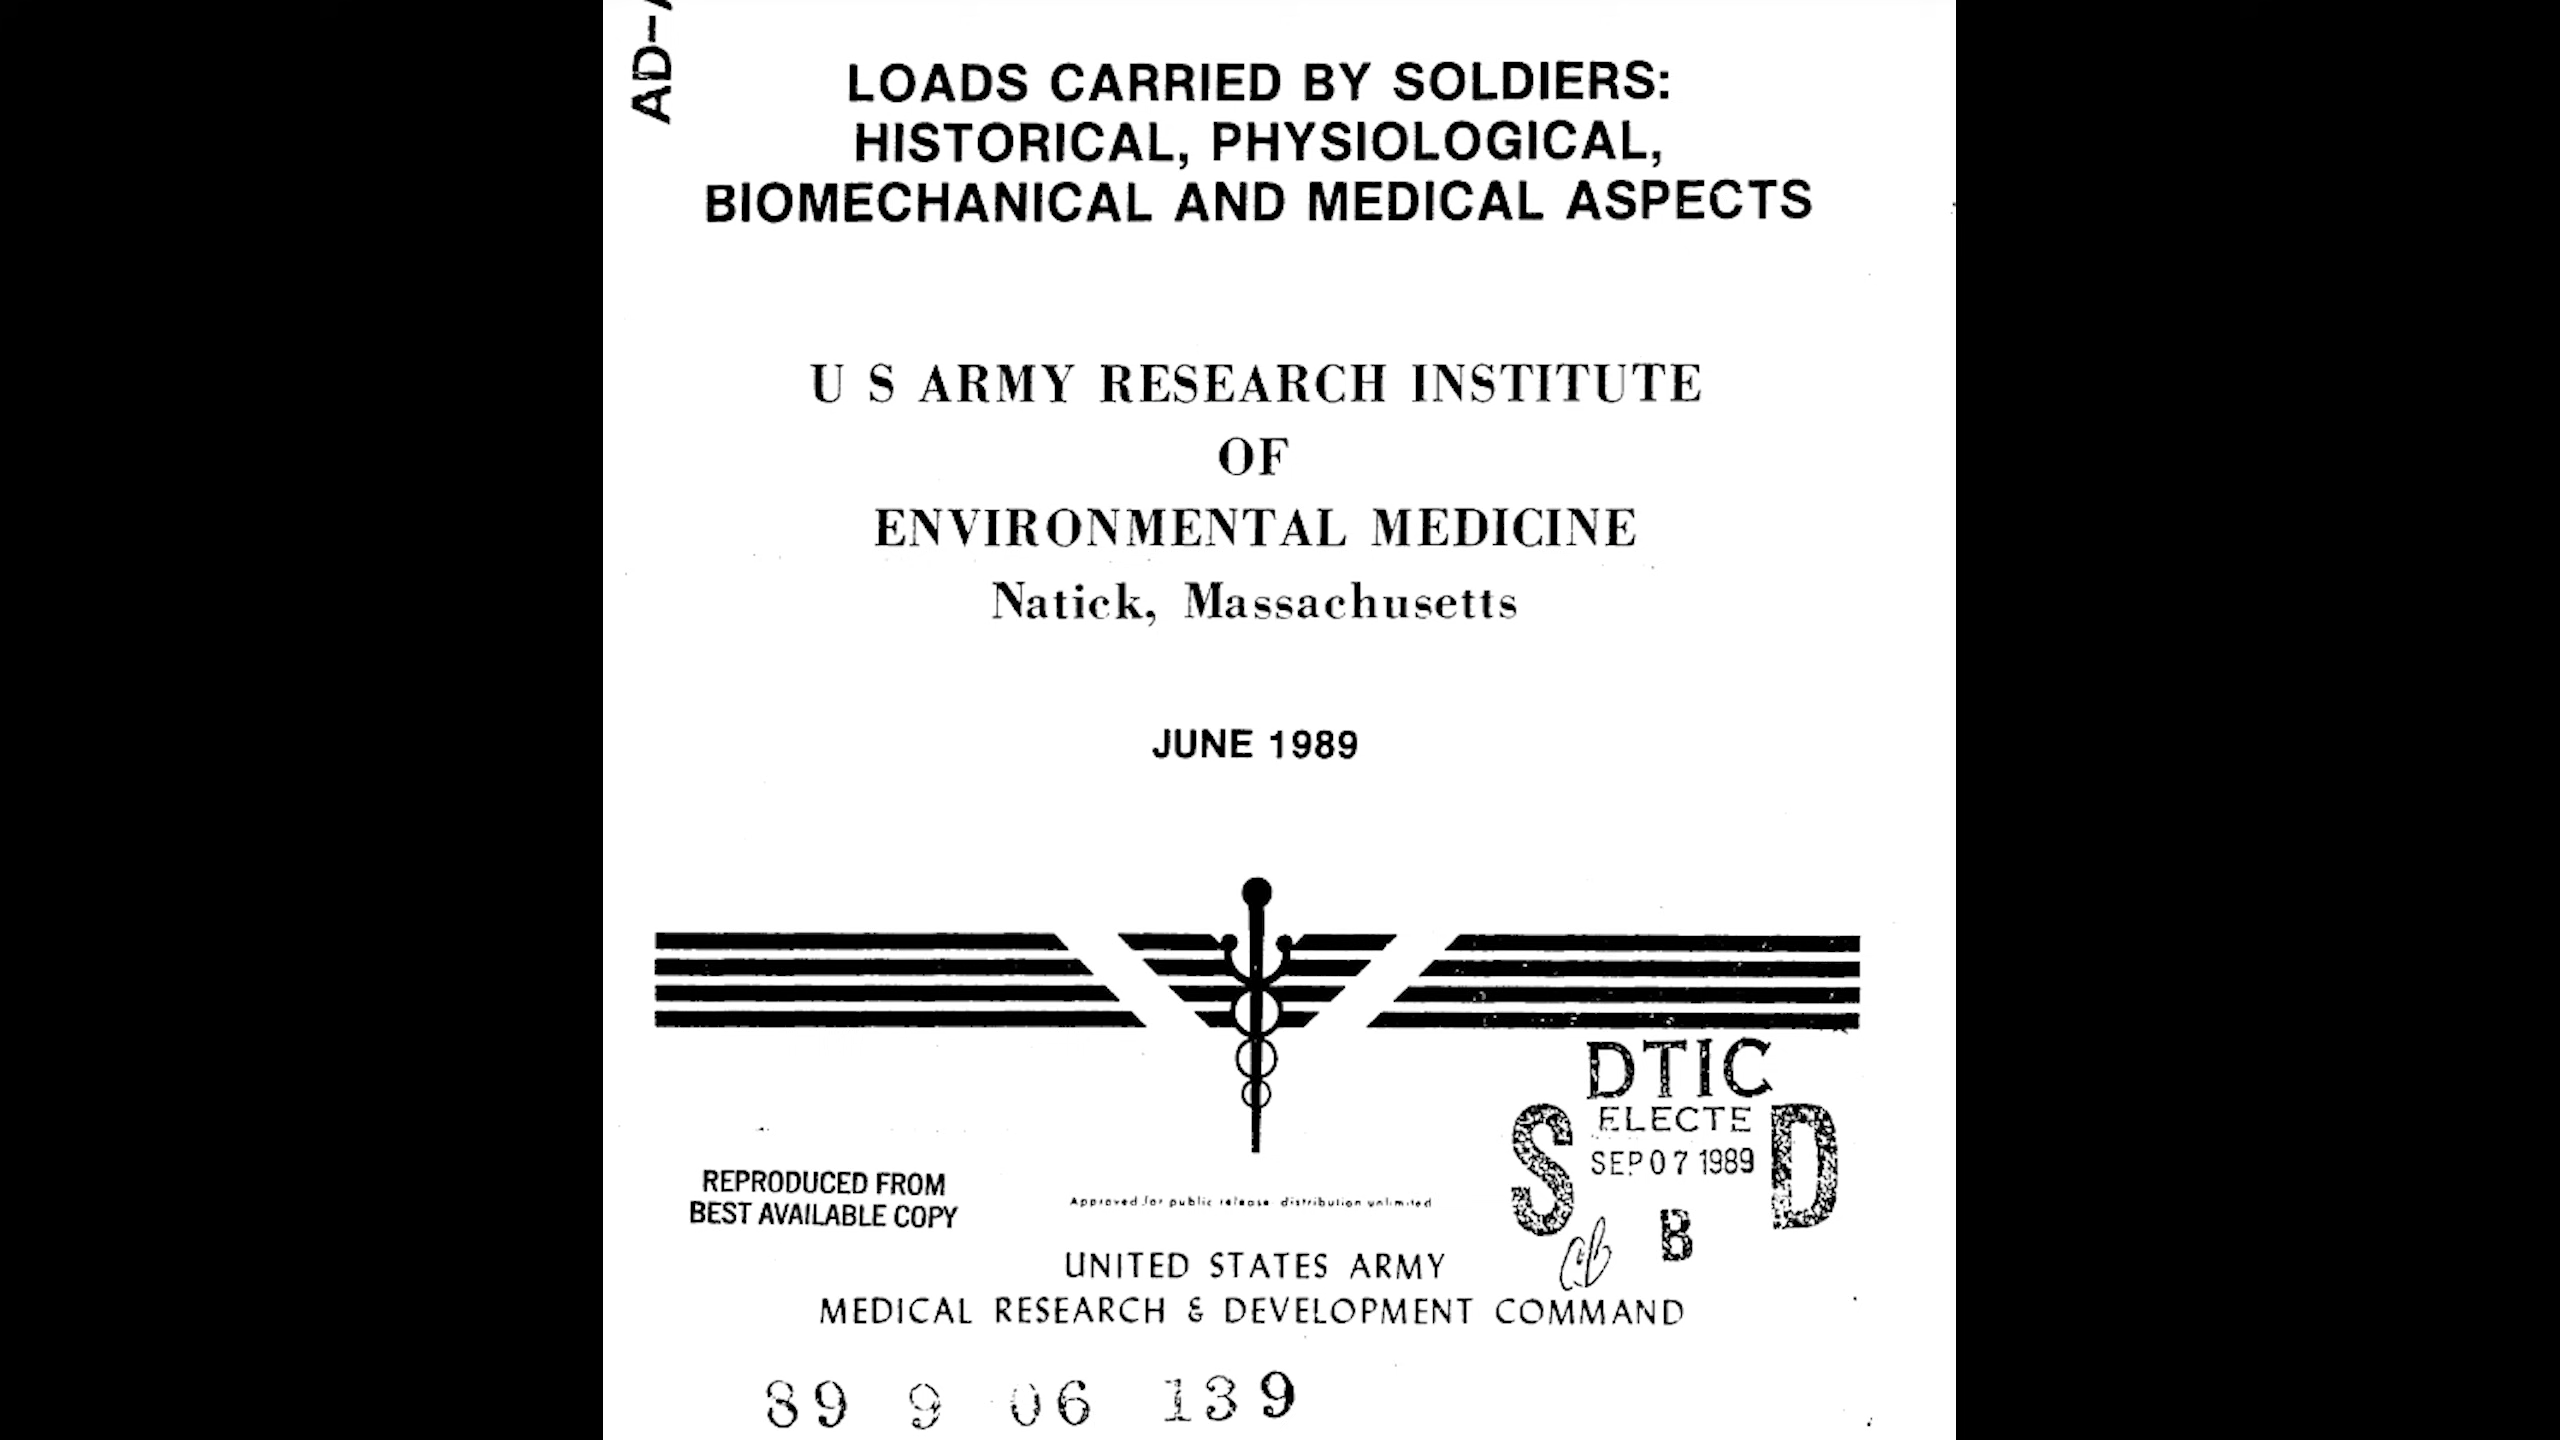 AD-A
LOADS CARRIED BY SOLDIERS:
HISTORICAL, PHYSIOLOGICAL,
BIOMECHANICAL AND MEDICAL ASPECTS
U S ARMY RESEARCH INSTITUTE
OF
ENVIRONMENTAL MEDICINE
Natick, Massachusetts
JUNE 1989
DTIC
ELECTE
SEP 07 1989
S D
B
REPRODUCED FROM
BEST AVAILABLE COPY
Approved for public release distribution unlimited
UNITED STATES ARMY
MEDICAL RESEARCH & DEVELOPMENT COMMAND
89 9 06 139